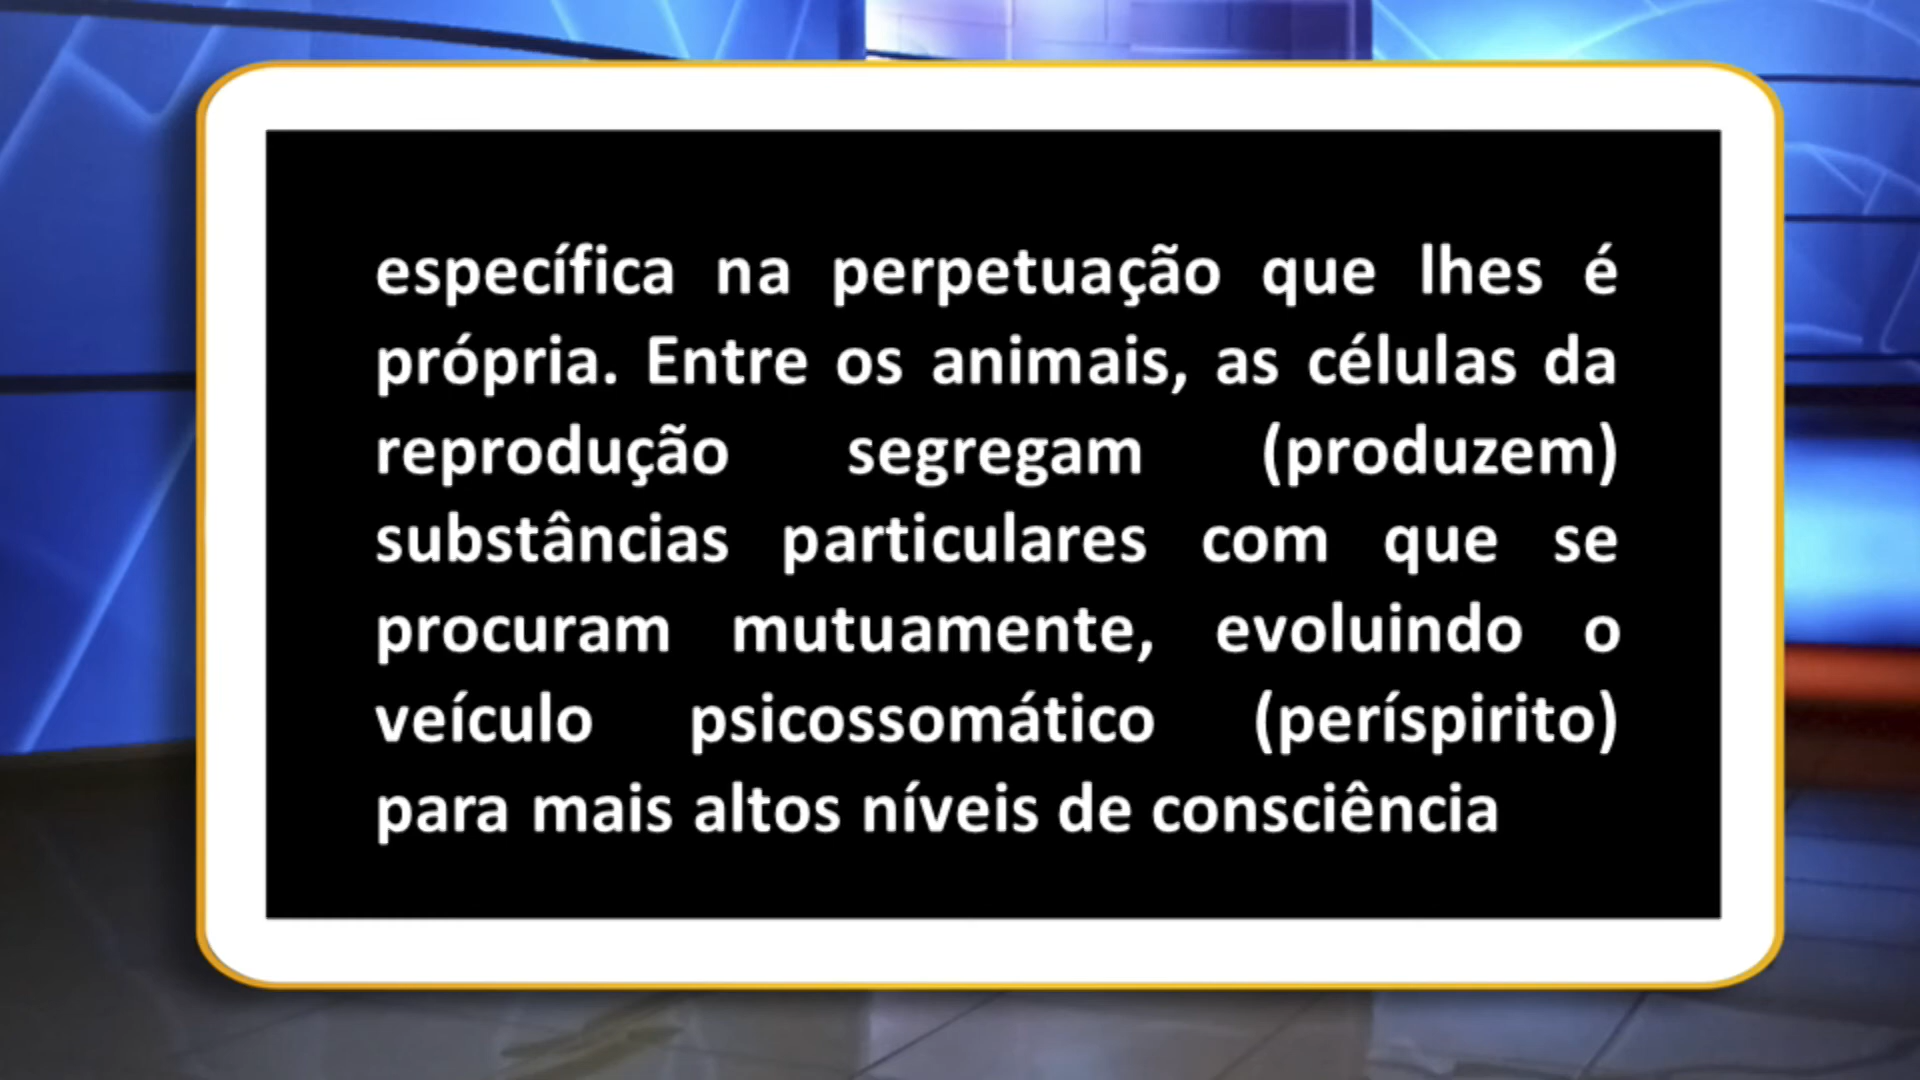 específica na perpetuação que lhes é
própria. Entre os animais, as células da
reprodução segregam (produzem)
substâncias particulares com que se
procuram mutuamente, evoluindo o
veículo psicossomático (períspirito)
para mais altos níveis de consciência